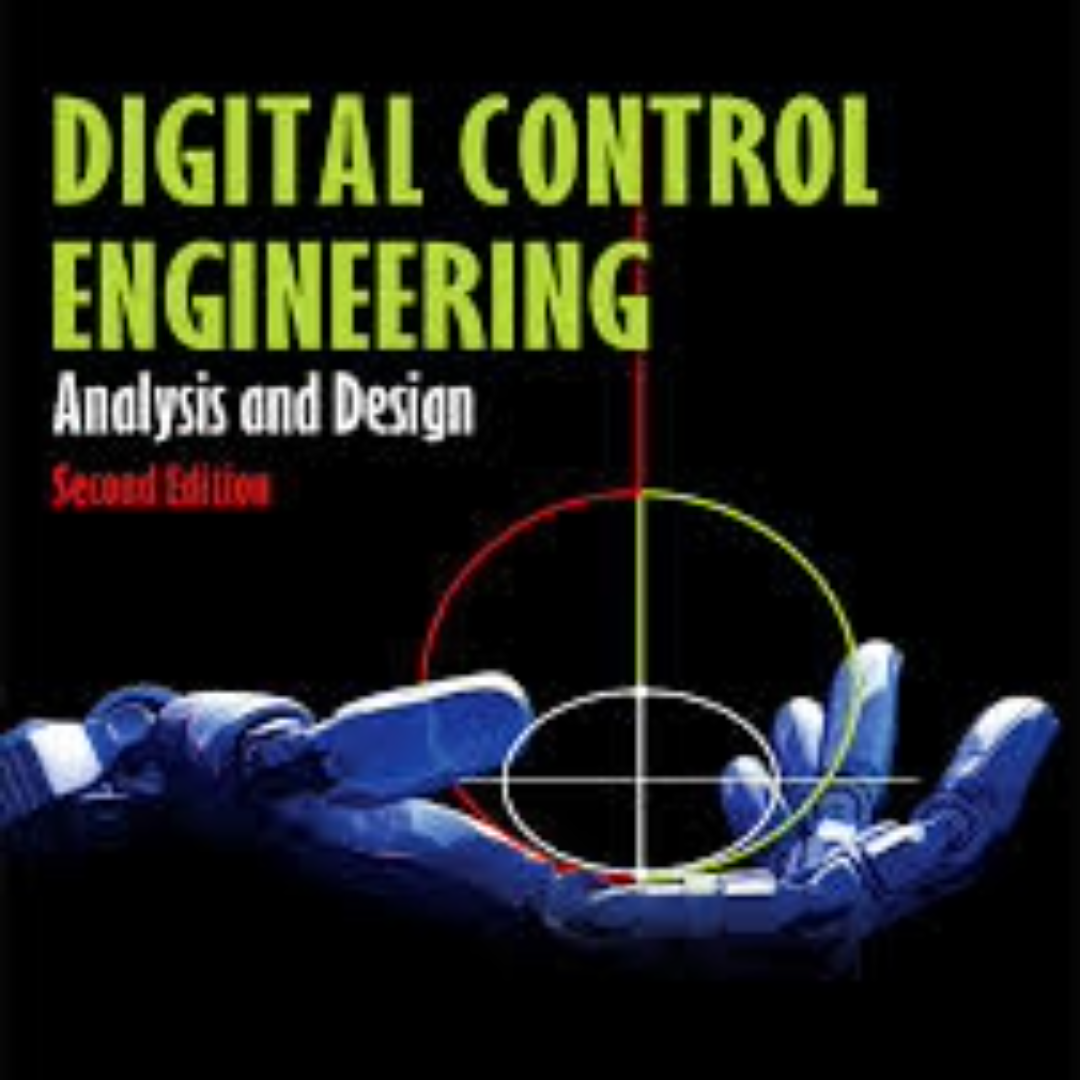 DIGITAL CONTROL
ENGINEERING
Analysis and Design
Second Edition